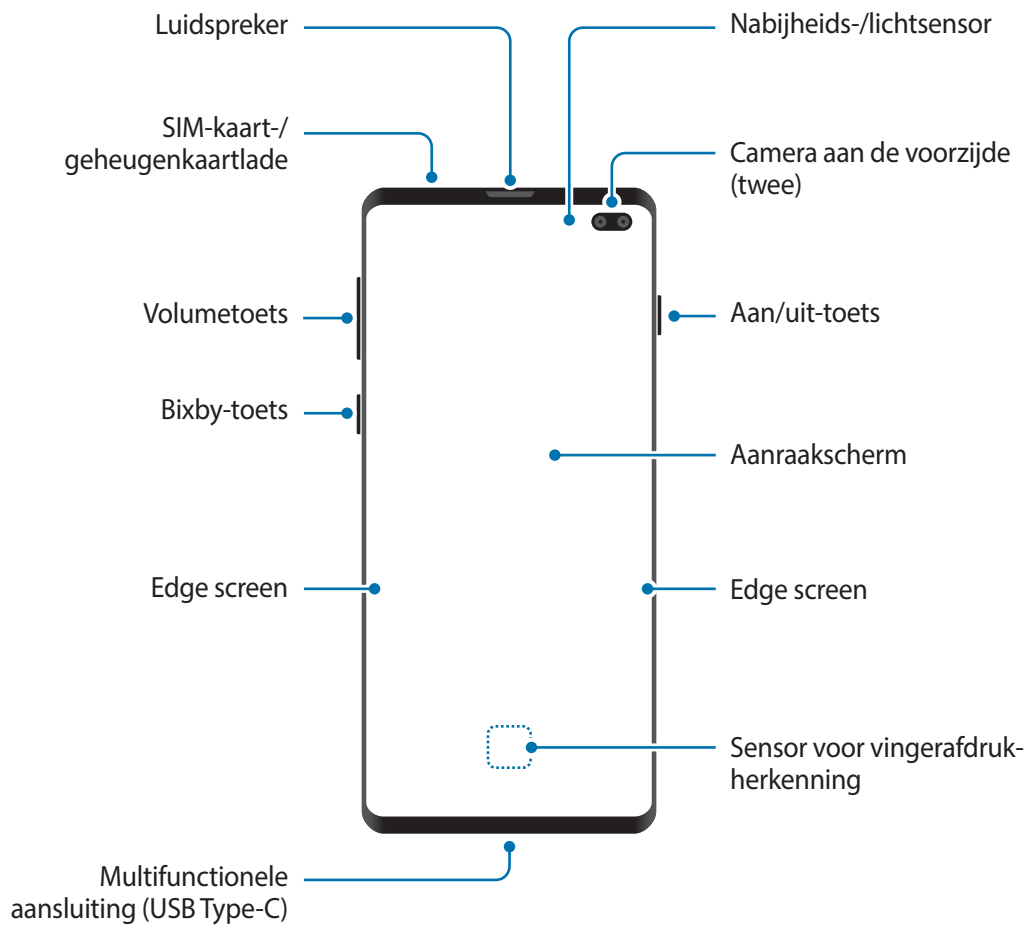 Luidspreker
SIM-kaart-/
geheugenkaartlade
Volumetoets
Bixby-toets
Edge screen
Multifunctionele
aansluiting (USB Type-C)
Nabijheids-/lichtsensor
Camera aan de voorzijde
(twee)
Aan/uit-toets
Aanraakscherm
Edge screen
Sensor voor vingerafdruk-
herkenning